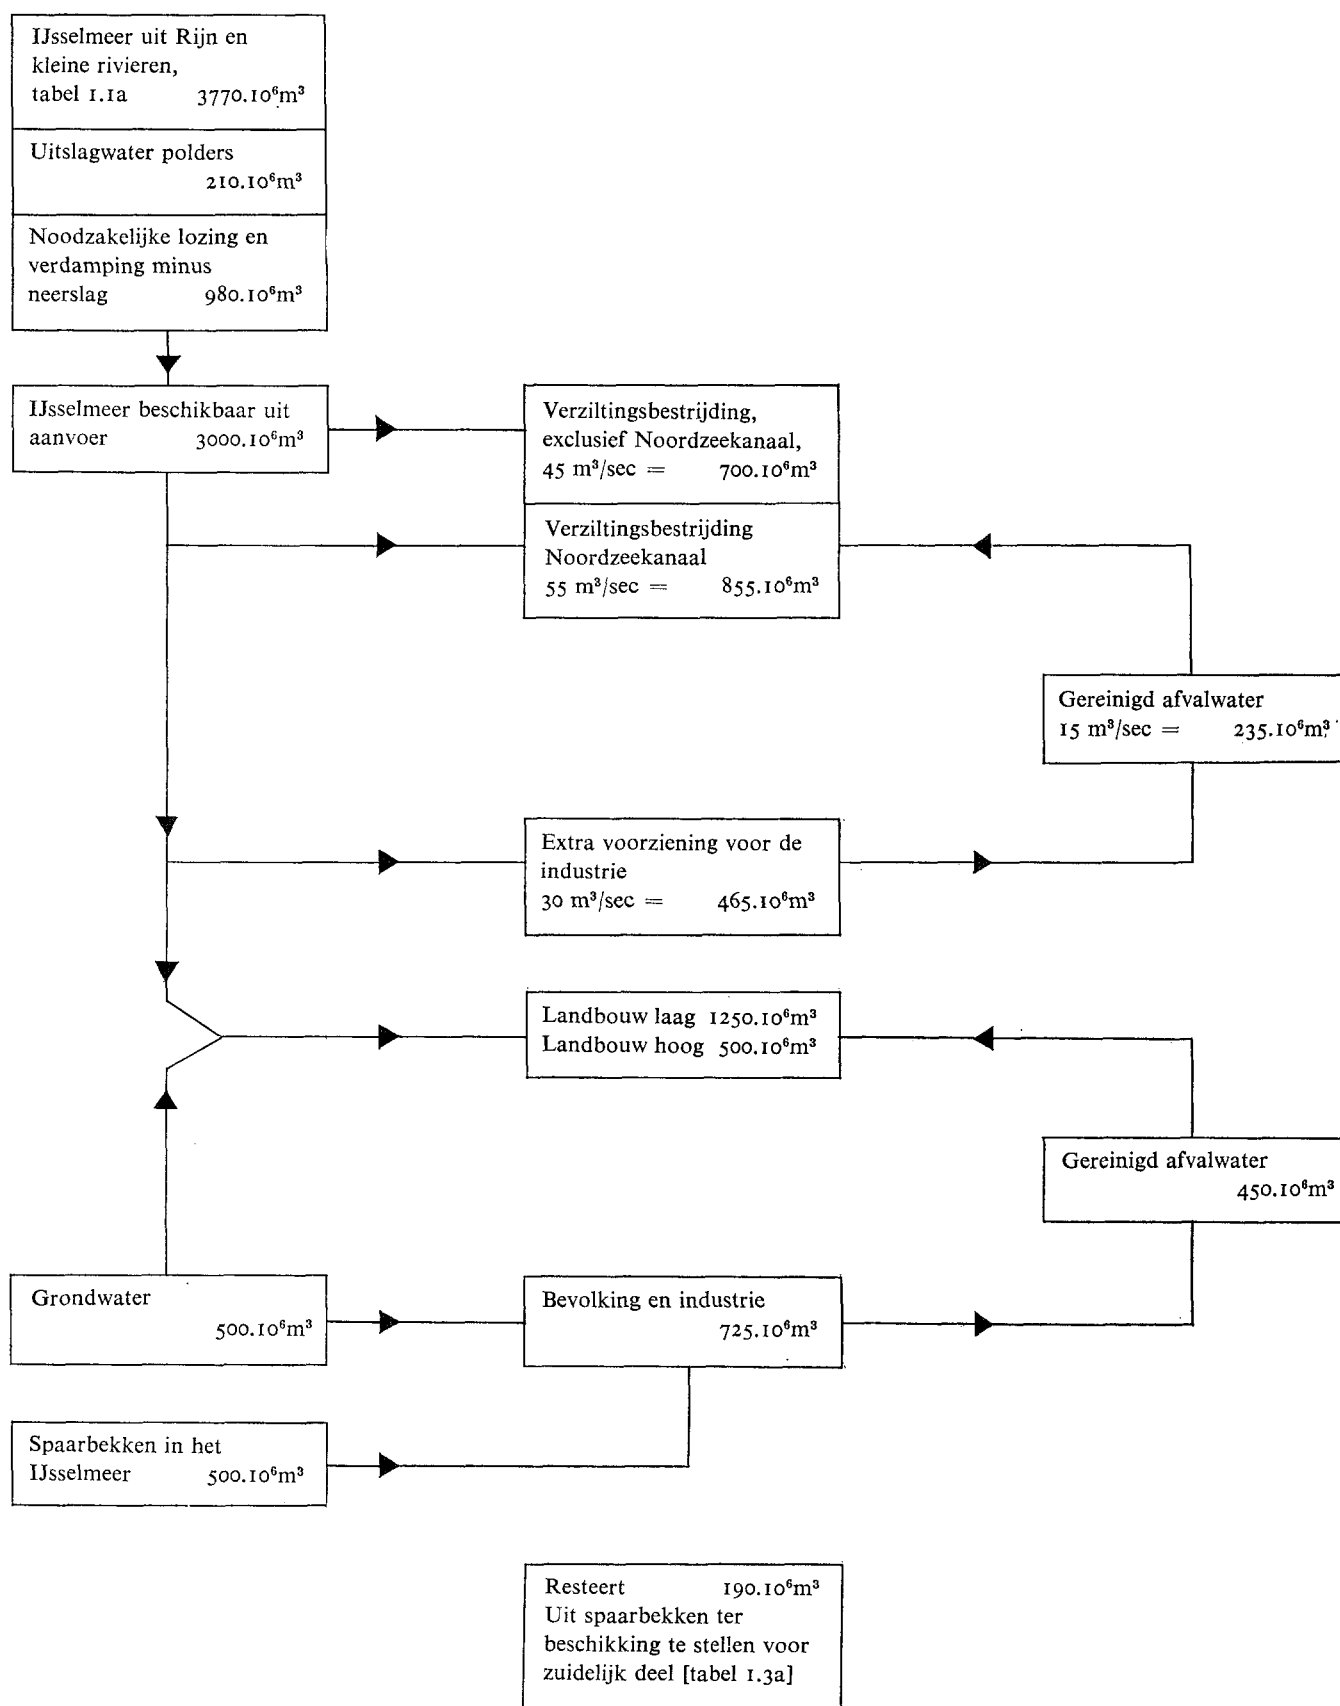 IJsselmeer uit Rijn en
kleine rivieren,
tabel 1.1a 3770.10⁶m³
Uitslagwater polders
210.10⁶m³
Noodzakelijke lozing en
verdamping minus
neerslag 980.10⁶m³
IJsselmeer beschikbaar uit
aanvoer 3000.10⁶m³
Verziltingsbestrijding,
exclusief Noordzeekanaal,
45 m³/sec = 700.10⁶m³
Verziltingsbestrijding
Noordzeekanaal
55 m³/sec = 855.10⁶m³
Gereinigd afvalwater
15 m³/sec = 235.10⁶m³
Extra voorziening voor de
industrie
30 m³/sec = 465.10⁶m³
Landbouw laag 1250.10⁶m³
Landbouw hoog 500.10⁶m³
Gereinigd afvalwater
450.10⁶m³
Grondwater
500.10⁶m³
Bevolking en industrie
725.10⁶m³
Spaarbekken in het
IJsselmeer 500.10⁶m³
Resteert 190.10⁶m³
Uit spaarbekken ter
beschikking te stellen voor
zuidelijk deel [tabel 1.3a]